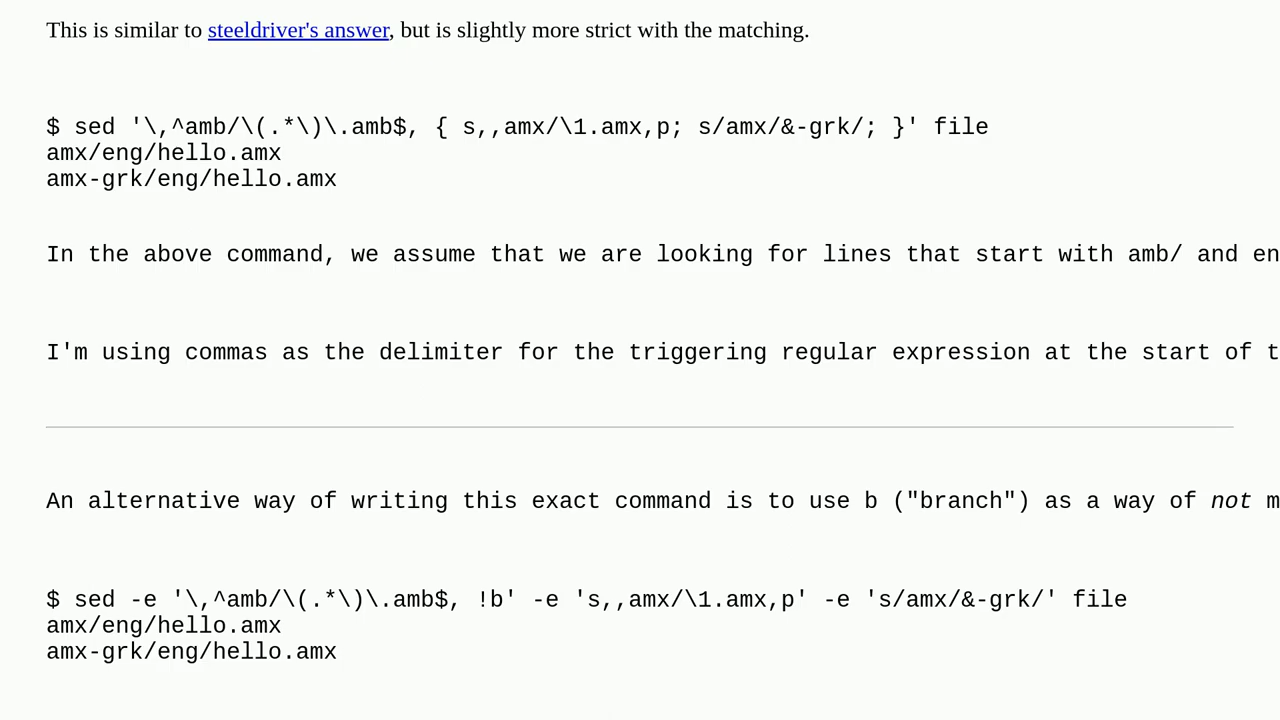 This is similar to steeldriver's answer, but is slightly more strict with the matching.
$ sed '\,^amb/\(.*\)\.amb$, { s,,amx/\1.amx,p; s/amx/&-grk/; }' file
amx/eng/hello.amx
amx-grk/eng/hello.amx
In the above command, we assume that we are looking for lines that start with amb/ and en
I'm using commas as the delimiter for the triggering regular expression at the start of t
An alternative way of writing this exact command is to use b ("branch") as a way of not m
$ sed -e '\,^amb/\(.*\)\.amb$, !b' -e 's,,amx/\1.amx,p' -e 's/amx/&-grk/' file
amx/eng/hello.amx
amx-grk/eng/hello.amx